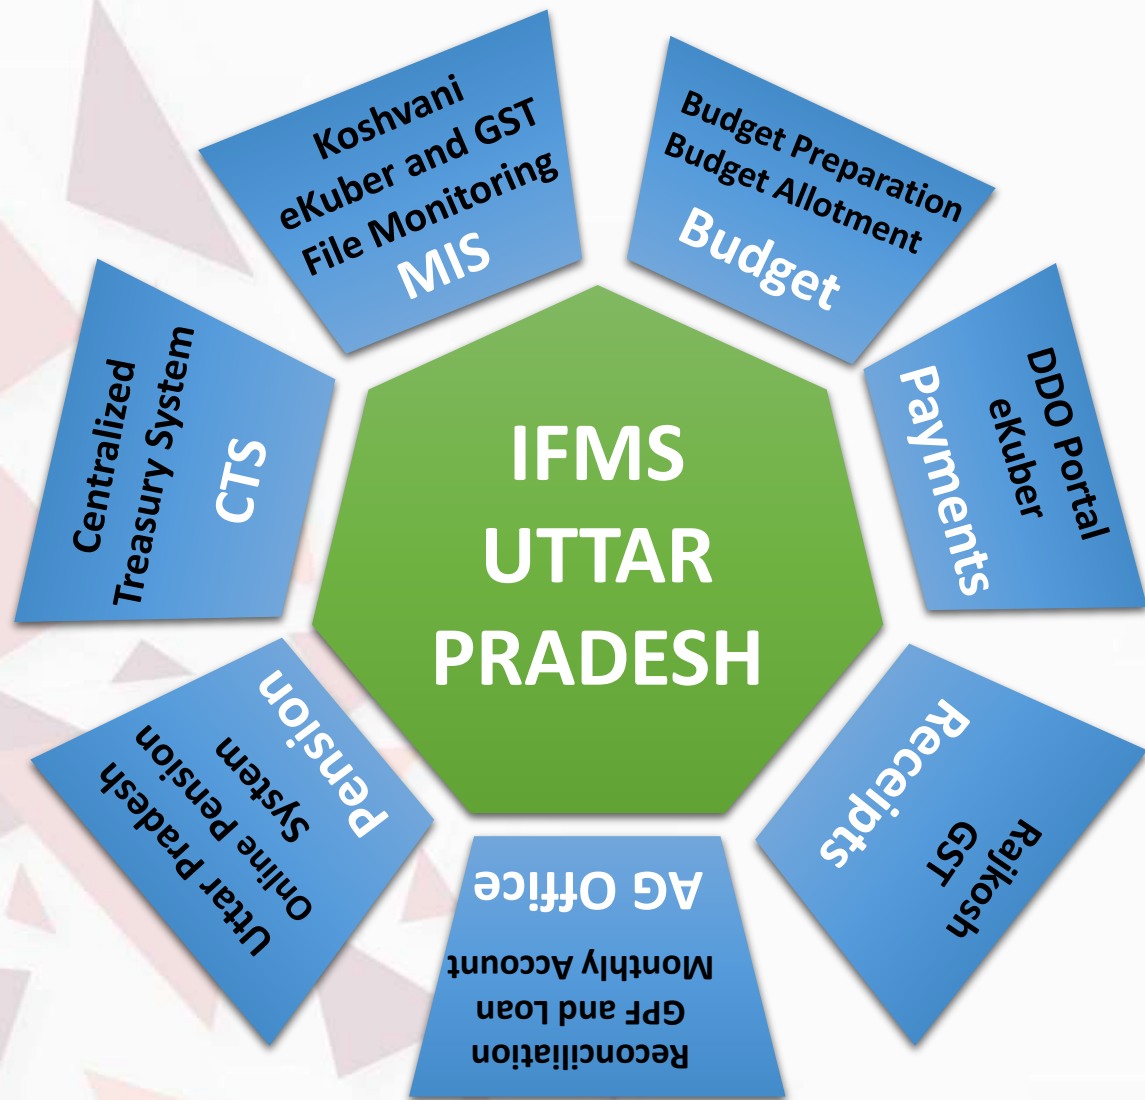 Koshvani
eKuber and GST
File Monitoring
MIS
Budget Preparation
Budget Allotment
Budget
DDO Portal
eKuber
Payments
Receipts
Rajkosh
GST
AG Office
Monthly Account
GPF and Loan
Reconciliation
Pension
Uttar Pradesh
Online Pension
System
Centralized
Treasury System
CTS
IFMS
UTTAR
PRADESH